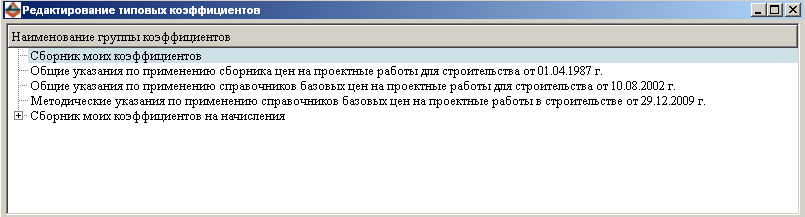 Редактирование типовых коэффициентов
Наименование группы коэффициентов
Сборник моих коэффициентов
Общие указания по применению сборника цен на проектные работы для строительства от 01.04.1987 г.
Общие указания по применению справочников базовых цен на проектные работы для строительства от 10.08.2002 г.
Методические указания по применению справочников базовых цен на проектные работы в строительстве от 29.12.2009 г.
Сборник моих коэффициентов на начисления